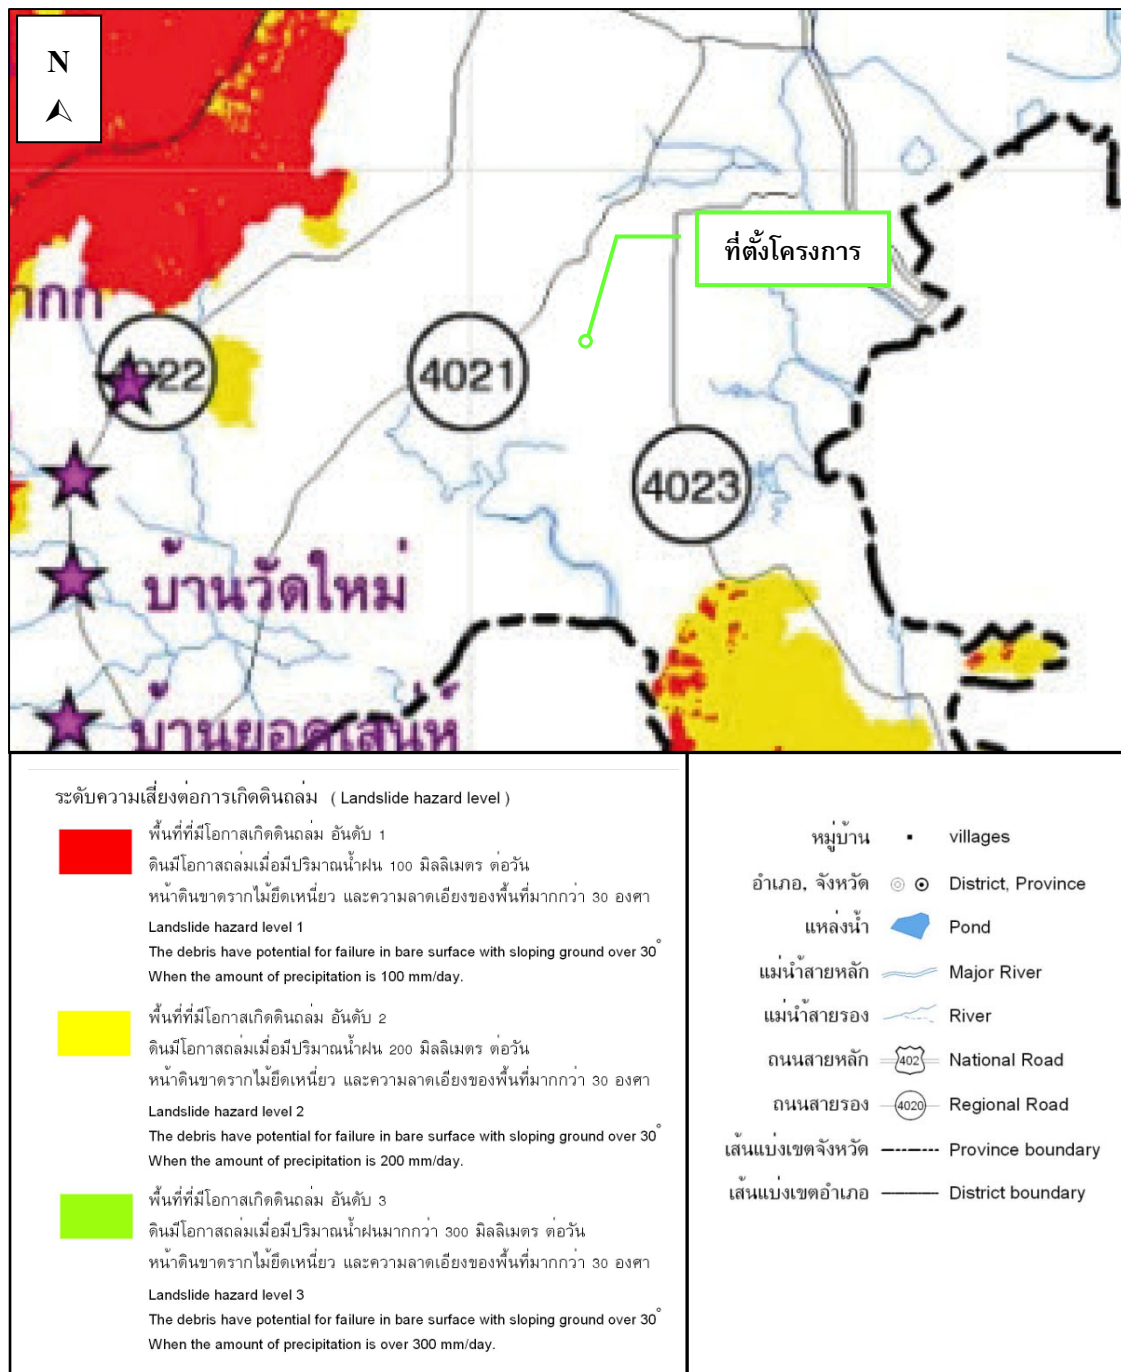 N
ที่ตั้งโครงการ
ากก
4022
4021
4023
บ้านวัดใหม่
บ้านยอดเสน่ห์
ระดับความเสี่ยงต่อการเกิดดินถล่ม ( Landslide hazard level )
พื้นที่ที่มีโอกาสเกิดดินถล่ม อันดับ 1
ดินมีโอกาสถล่มเมื่อมีปริมาณน้ำฝน 100 มิลลิเมตร ต่อวัน
หน้าดินขาดรากไม้ยึดเหนี่ยว และความลาดเอียงของพื้นที่มากกว่า 30 องศา
Landslide hazard level 1
The debris have potential for failure in bare surface with sloping ground over 30°
When the amount of precipitation is 100 mm/day.
พื้นที่ที่มีโอกาสเกิดดินถล่ม อันดับ 2
ดินมีโอกาสถล่มเมื่อมีปริมาณน้ำฝน 200 มิลลิเมตร ต่อวัน
หน้าดินขาดรากไม้ยึดเหนี่ยว และความลาดเอียงของพื้นที่มากกว่า 30 องศา
Landslide hazard level 2
The debris have potential for failure in bare surface with sloping ground over 30°
When the amount of precipitation is 200 mm/day.
พื้นที่ที่มีโอกาสเกิดดินถล่ม อันดับ 3
ดินมีโอกาสถล่มเมื่อมีปริมาณน้ำฝนมากกว่า 300 มิลลิเมตร ต่อวัน
หน้าดินขาดรากไม้ยึดเหนี่ยว และความลาดเอียงของพื้นที่มากกว่า 30 องศา
Landslide hazard level 3
The debris have potential for failure in bare surface with sloping ground over 30°
When the amount of precipitation is over 300 mm/day.
หมู่บ้าน villages
อำเภอ, จังหวัด District, Province
แหล่งน้ำ Pond
แม่น้ำสายหลัก Major River
แม่น้ำสายรอง River
ถนนสายหลัก 402 National Road
ถนนสายรอง 4020 Regional Road
เส้นแบ่งเขตจังหวัด Province boundary
เส้นแบ่งเขตอำเภอ District boundary